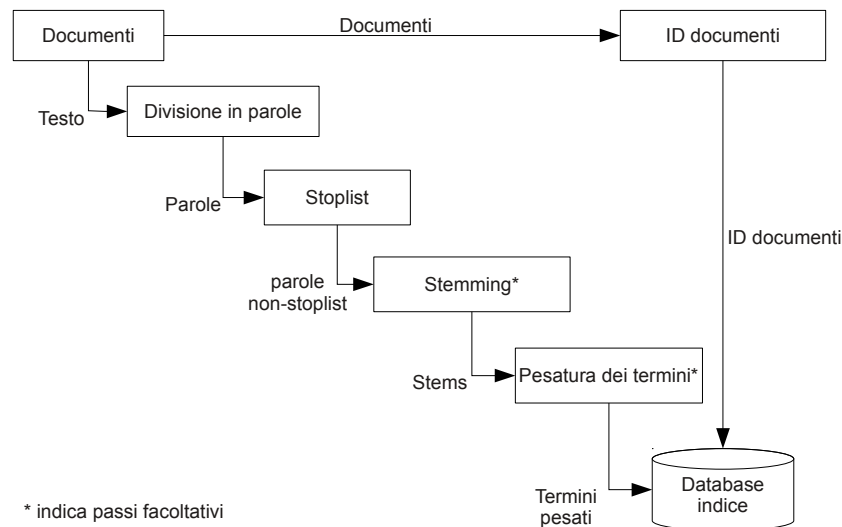 Documenti
Documenti
ID documenti
Testo
Divisione in parole
Parole
Stoplist
ID documenti
parole
non-stoplist
Stemming*
Stems
Pesatura dei termini*
Termini
pesati
Database
indice
* indica passi facoltativi